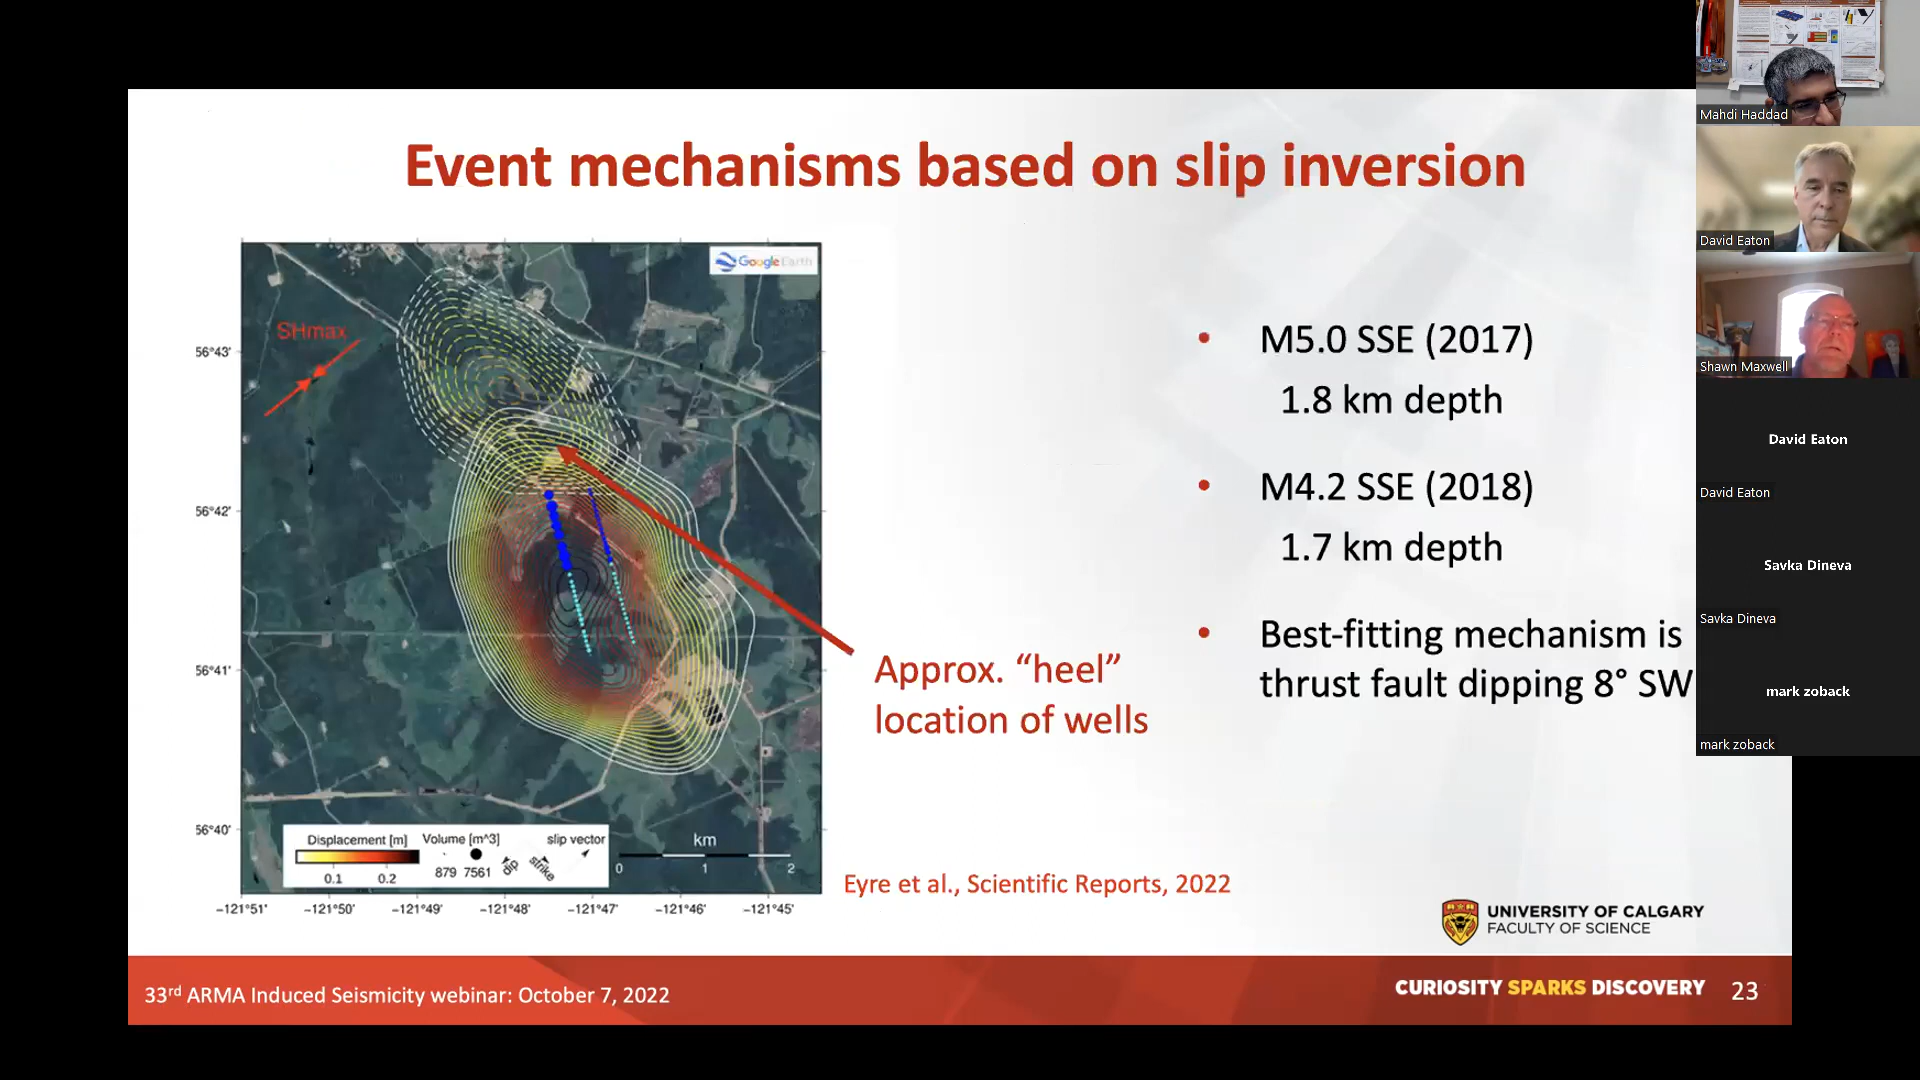 Event mechanisms based on slip inversion
Google Earth
SHmax
56°43'
56°42'
56°41'
56°40'
−121°51'
−121°50'
−121°49'
−121°48'
−121°47'
−121°46'
−121°45'
Displacement [m]
0.1
0.2
Volume [m^3]
879
7561
dip
strike
slip vector
km
0
1
2
Approx. “heel”
location of wells
Eyre et al., Scientific Reports, 2022
• M5.0 SSE (2017)
1.8 km depth
• M4.2 SSE (2018)
1.7 km depth
• Best-fitting mechanism is
thrust fault dipping 8° SW
UNIVERSITY OF CALGARY
FACULTY OF SCIENCE
33rd ARMA Induced Seismicity webinar: October 7, 2022
CURIOSITY SPARKS DISCOVERY
23
Mahdi Haddad
David Eaton
Shawn Maxwell
David Eaton
David Eaton
Savka Dineva
Savka Dineva
mark zoback
mark zoback